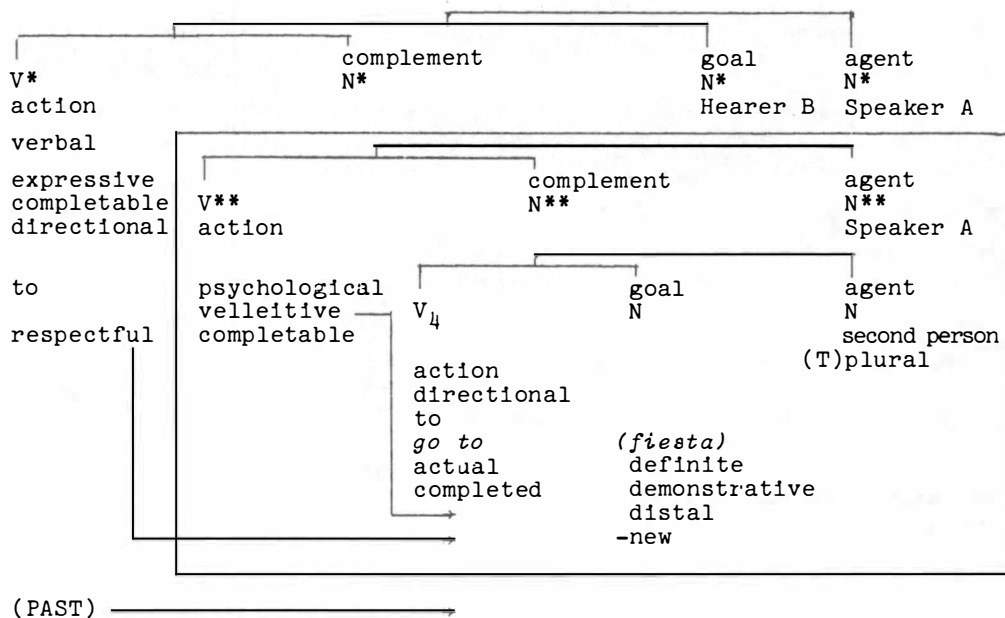 complement goal agent
V* N* N* N*
action Hearer B Speaker A
verbal
expressive complement agent
completable V** N** N**
directional action Speaker A
to psychological goal agent
velleitive V4 N N
respectful completable second person
(T)plural
action
directional
to
go to (fiesta)
actual definite
completed demonstrative
distal
-new
(PAST)